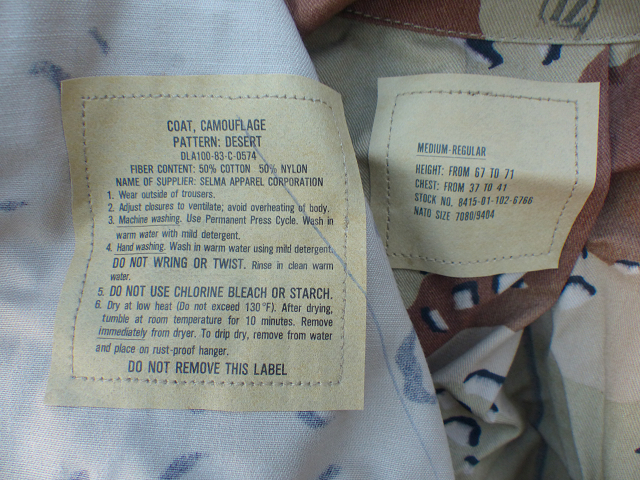 COAT, CAMOUFLAGE
PATTERN: DESERT
DLA100-83-C-0574
FIBER CONTENT: 50% COTTON 50% NYLON
NAME OF SUPPLIER: SELMA APPAREL CORPORATION
1. Wear outside of trousers.
2. Adjust closures to ventilate; avoid overheating of body.
3. Machine washing. Use Permanent Press Cycle. Wash in
warm water with mild detergent.
4. Hand washing. Wash in warm water using mild detergent.
DO NOT WRING OR TWIST. Rinse in clean warm
water.
5. DO NOT USE CHLORINE BLEACH OR STARCH.
6. Dry at low heat (Do not exceed 130°F). After drying,
tumble at room temperature for 10 minutes. Remove
immediately from dryer. To drip dry, remove from water
and place on rust-proof hanger.
DO NOT REMOVE THIS LABEL
MEDIUM-REGULAR
HEIGHT: FROM 67 TO 71
CHEST: FROM 37 TO 41
STOCK NO. 8415-01-102-6766
NATO SIZE 7080/9404